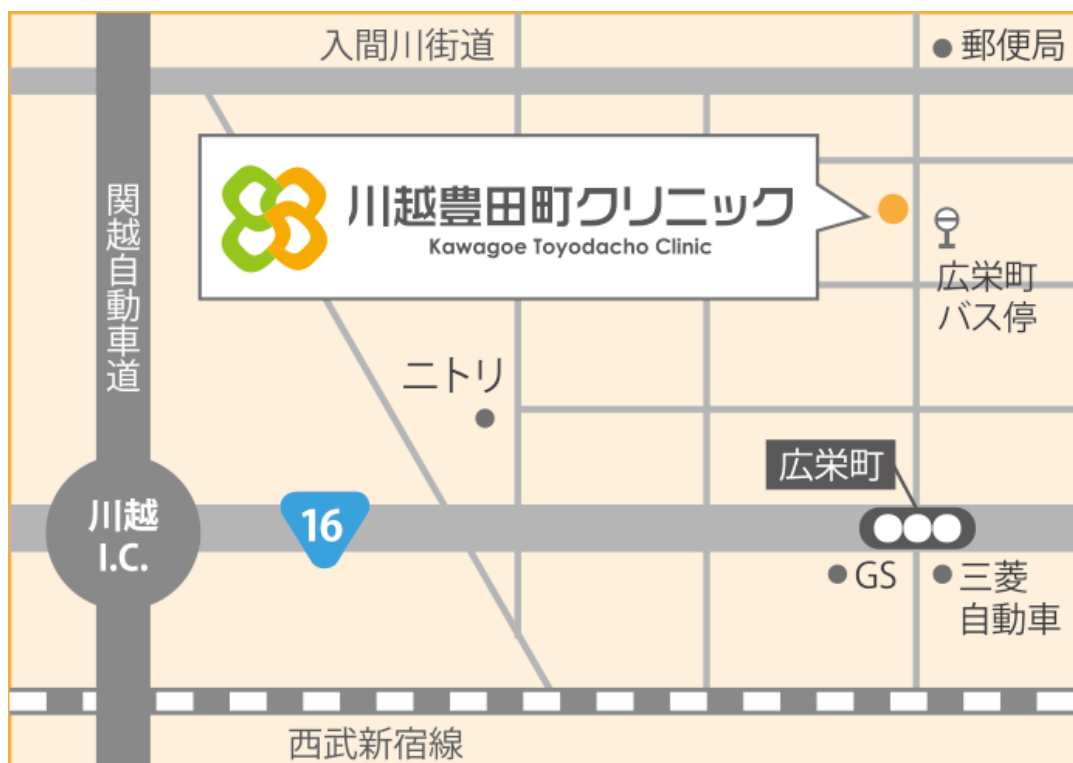 入間川街道
郵便局
関越自動車道
川越豊田町クリニック
Kawagoe Toyodacho Clinic
広栄町
バス停
ニトリ
広栄町
川越
I.C.
16
GS
三菱
自動車
西武新宿線